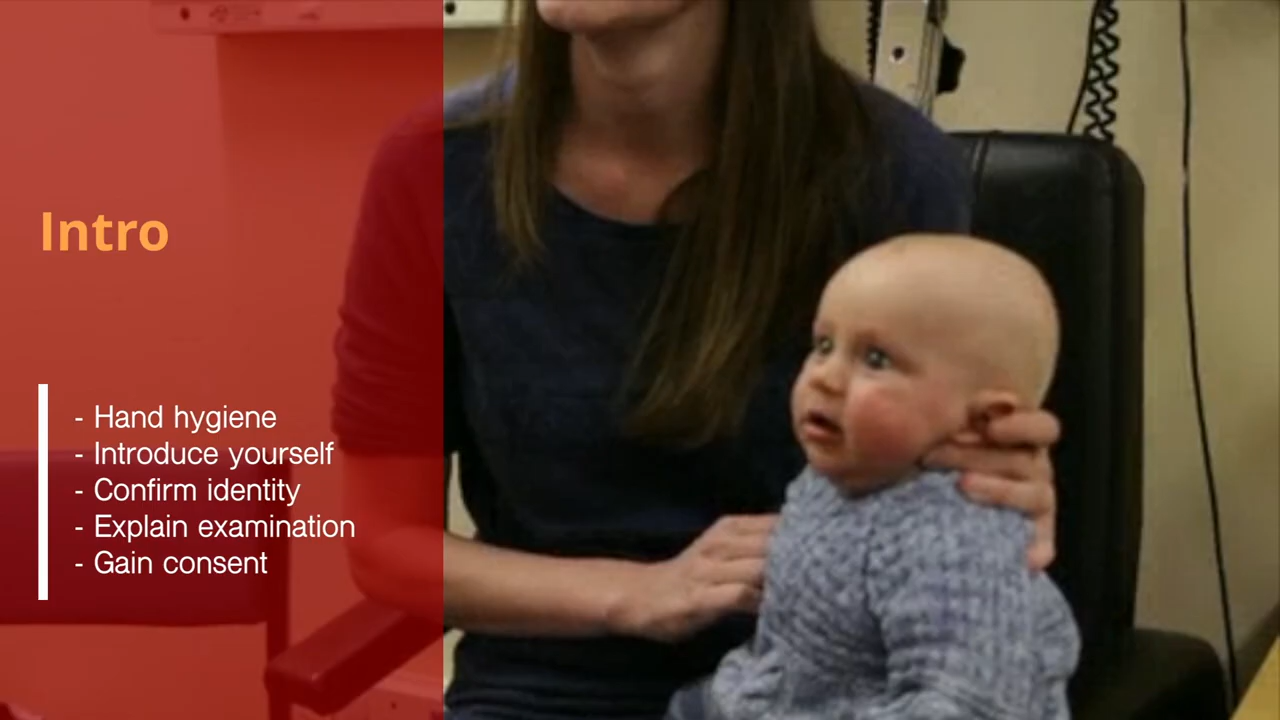 Intro
- Hand hygiene
- Introduce yourself
- Confirm identity
- Explain examination
- Gain consent